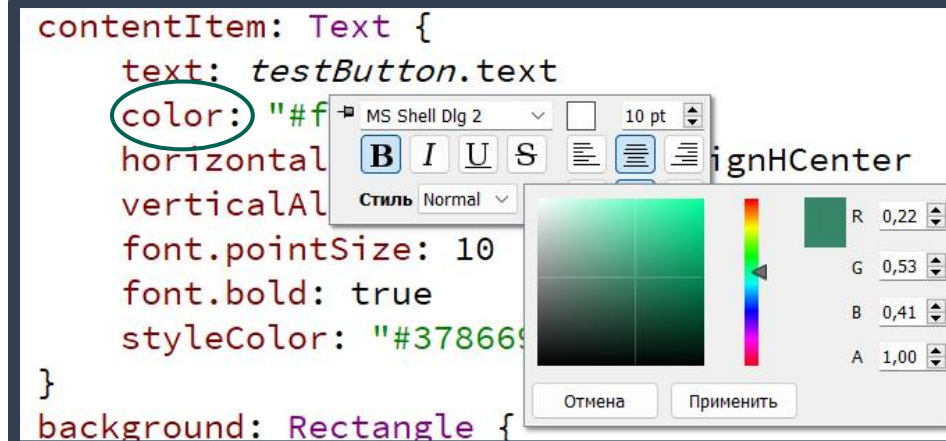 contentItem: Text {
text: testButton.text
color: "#f
MS Shell Dlg 2 10 pt
horizontal ignHCenter
B I U S
verticalAl
Стиль Normal
font.pointSize: 10
R 0,22
G 0,53
font.bold: true
B 0,41
styleColor: "#378669
A 1,00
}
Отмена Применить
background: Rectangle {